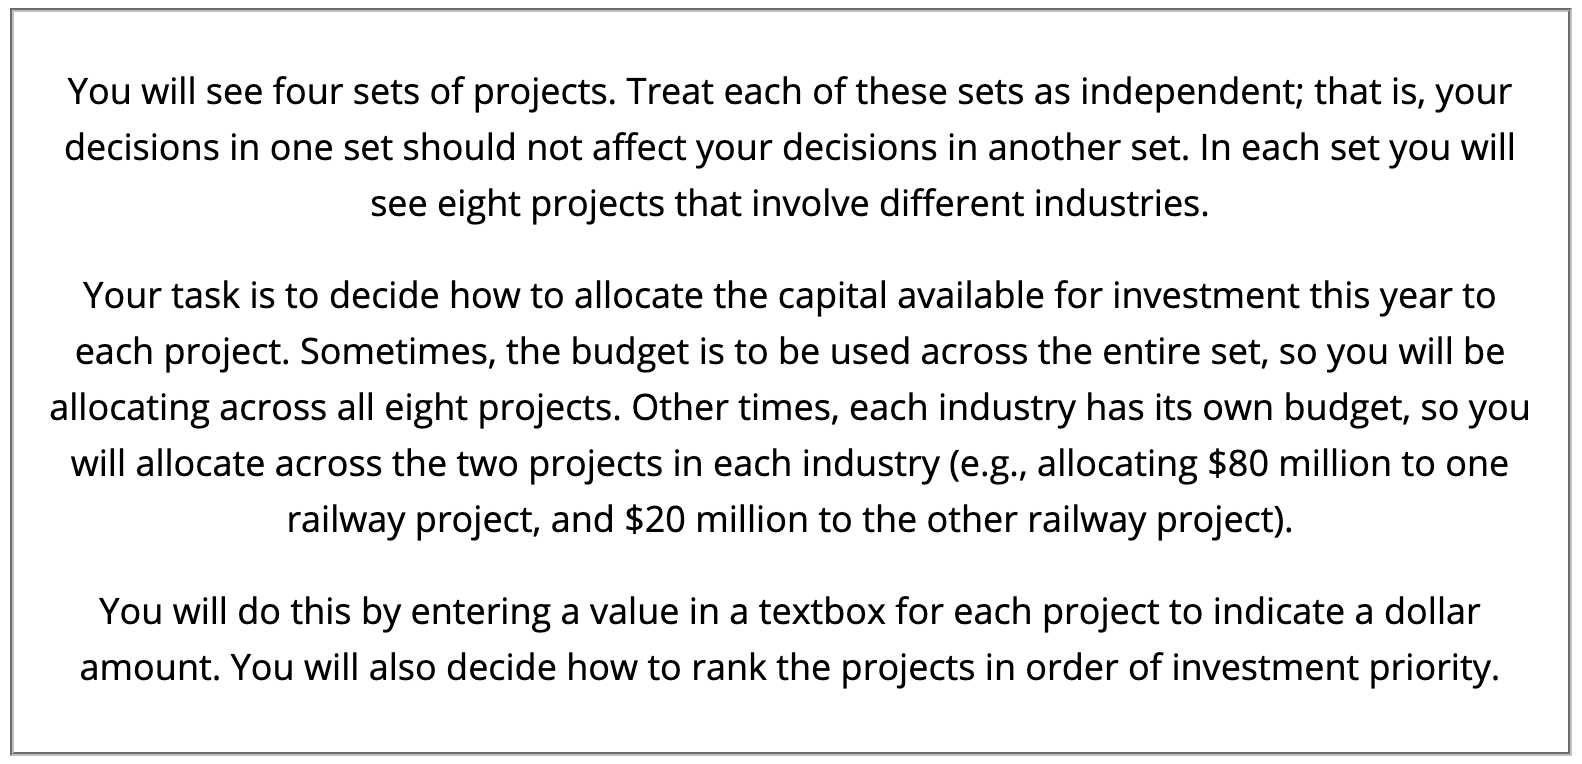 You will see four sets of projects. Treat each of these sets as independent; that is, your
decisions in one set should not affect your decisions in another set. In each set you will
see eight projects that involve different industries.
Your task is to decide how to allocate the capital available for investment this year to
each project. Sometimes, the budget is to be used across the entire set, so you will be
allocating across all eight projects. Other times, each industry has its own budget, so you
will allocate across the two projects in each industry (e.g., allocating $80 million to one
railway project, and $20 million to the other railway project).
You will do this by entering a value in a textbox for each project to indicate a dollar
amount. You will also decide how to rank the projects in order of investment priority.